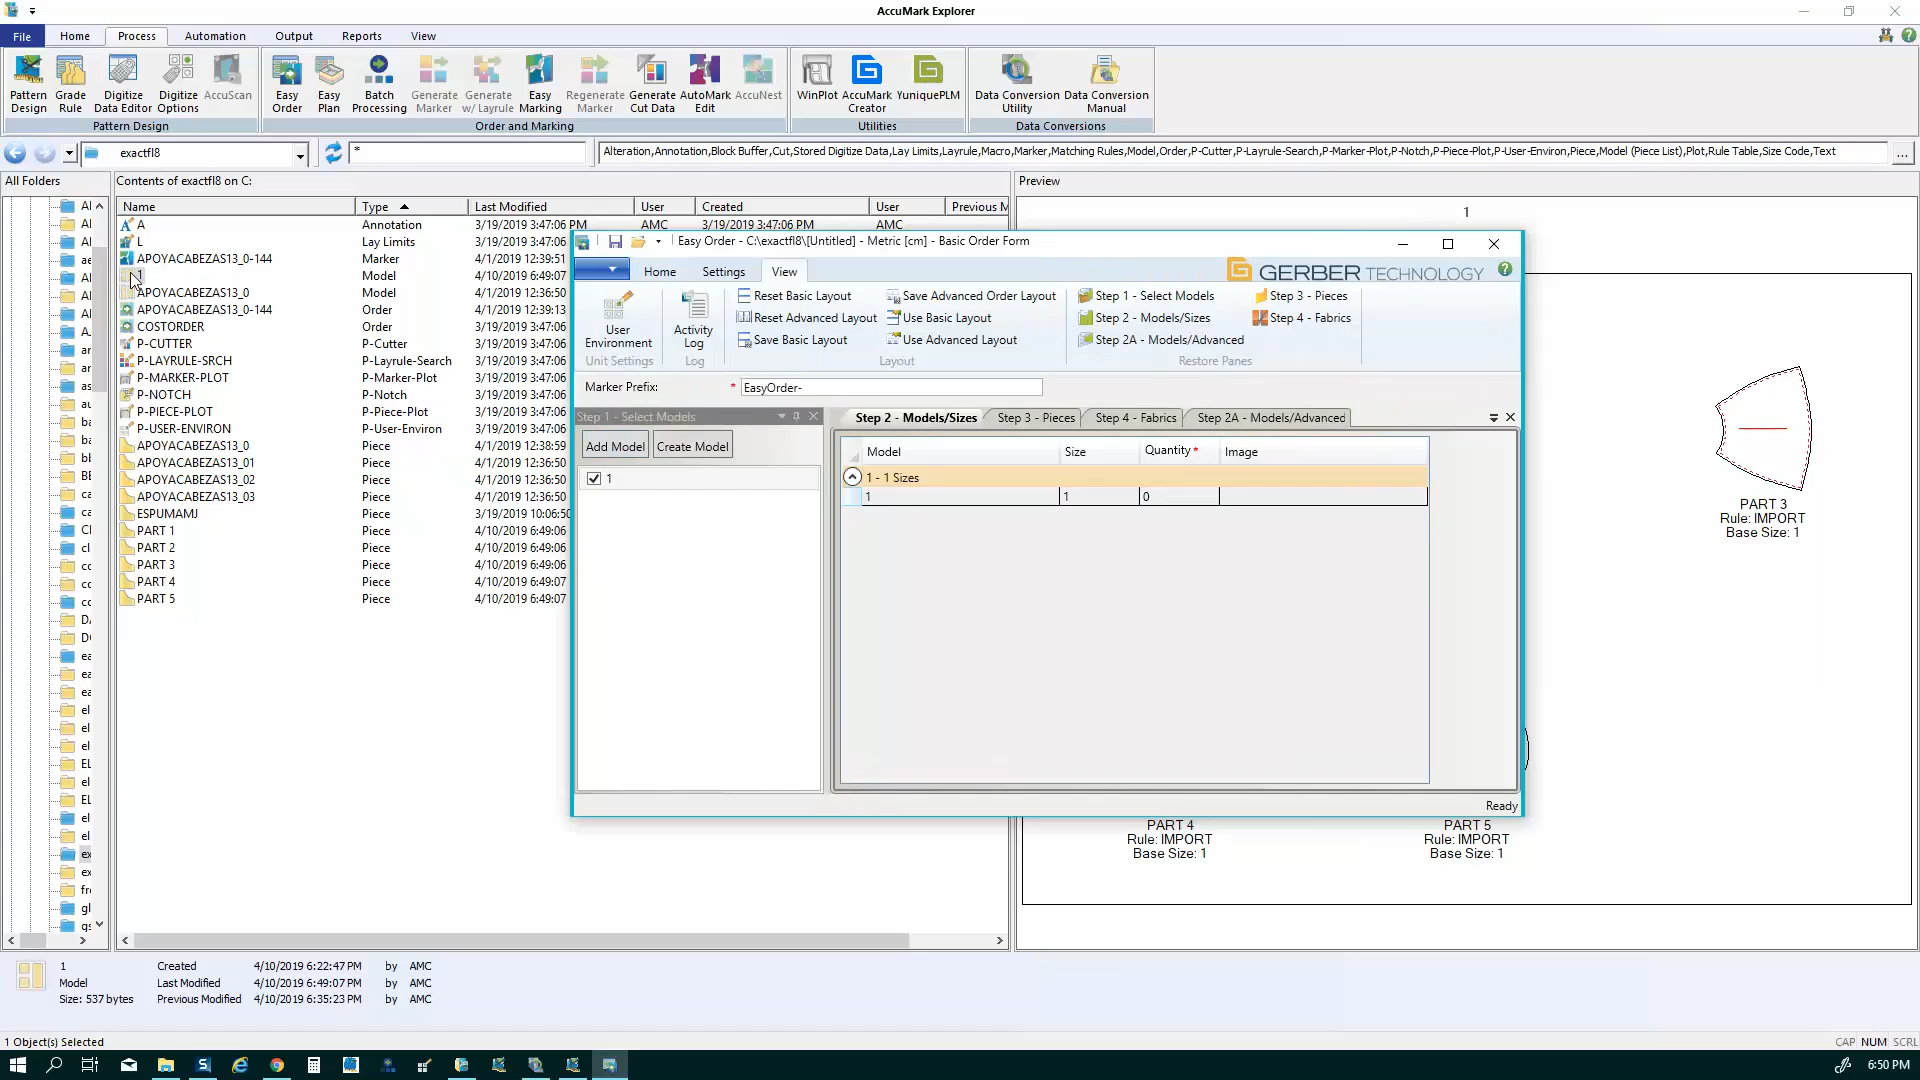 AccuMark Explorer
File Home Process Automation Output Reports View
Pattern Design
Grade Rule
Digitize Data Editor
Digitize Options
AccuScan
Easy Order
Easy Plan
Batch Processing
Generate Marker
Generate w/ Layrule
Easy Marking
Regenerate Marker
Generate Cut Data
AutoMark Edit
AccuNest
WinPlot
AccuMark Creator
YuniquePLM
Data Conversion Utility
Data Conversion Manual
Pattern Design Order and Marking Utilities Data Conversions
exactfl8 * Alteration,Annotation,Block Buffer,Cut,Stored Digitize Data,Lay Limits,Layrule,Macro,Marker,Matching Rules,Model,Order,P-Cutter,P-Layrule-Search,P-Marker-Plot,P-Notch,P-Piece-Plot,P-User-Environ,Piece,Model (Piece List),Plot,Rule Table,Size Code,Text ...
All Folders Contents of exactfl8 on C: Preview
Name Type Last Modified User Created User Previous M
A Annotation 3/19/2019 3:47:06 PM AMC 3/19/2019 3:47:06 PM AMC
L Lay Limits 3/19/2019 3:47:06
APOYACABEZAS13_0-144 Marker 4/1/2019 12:39:51
1 Model 4/10/2019 6:49:07
APOYACABEZAS13_0 Model 4/1/2019 12:36:50
APOYACABEZAS13_0-144 Order 4/1/2019 12:39:13
COSTORDER Order 3/19/2019 3:47:06
P-CUTTER P-Cutter 3/19/2019 3:47:06
P-LAYRULE-SRCH P-Layrule-Search 3/19/2019 3:47:06
P-MARKER-PLOT P-Marker-Plot 3/19/2019 3:47:06
P-NOTCH P-Notch 3/19/2019 3:47:06
P-PIECE-PLOT P-Piece-Plot 3/19/2019 3:47:06
P-USER-ENVIRON P-User-Environ 3/19/2019 3:47:06
APOYACABEZAS13_0 Piece 4/1/2019 12:38:59
APOYACABEZAS13_01 Piece 4/1/2019 12:36:50
APOYACABEZAS13_02 Piece 4/1/2019 12:36:50
APOYACABEZAS13_03 Piece 4/1/2019 12:36:50
ESPUMAMJ Piece 3/19/2019 10:06:50
PART 1 Piece 4/10/2019 6:49:06
PART 2 Piece 4/10/2019 6:49:06
PART 3 Piece 4/10/2019 6:49:06
PART 4 Piece 4/10/2019 6:49:07
PART 5 Piece 4/10/2019 6:49:07
Easy Order - C:\exactfl8\[Untitled] - Metric [cm] - Basic Order Form
Home Settings View GERBER TECHNOLOGY
User Environment
Activity Log
Reset Basic Layout Save Advanced Order Layout Step 1 - Select Models Step 3 - Pieces
Reset Advanced Layout Use Basic Layout Step 2 - Models/Sizes Step 4 - Fabrics
Save Basic Layout Use Advanced Layout Step 2A - Models/Advanced
Unit Settings Log Layout Restore Panes
Marker Prefix: * EasyOrder-
Step 1 - Select Models Step 2 - Models/Sizes Step 3 - Pieces Step 4 - Fabrics Step 2A - Models/Advanced
Add Model Create Model
1
Model Size Quantity * Image
1 - 1 Sizes
1 1 0
Ready
1
PART 3
Rule: IMPORT
Base Size: 1
PART 4
Rule: IMPORT
Base Size: 1
PART 5
Rule: IMPORT
Base Size: 1
1 Created 4/10/2019 6:22:47 PM by AMC
Model Last Modified 4/10/2019 6:49:07 PM by AMC
Size: 537 bytes Previous Modified 4/10/2019 6:35:23 PM by AMC
1 Object(s) Selected CAP NUM SCRL
6:50 PM